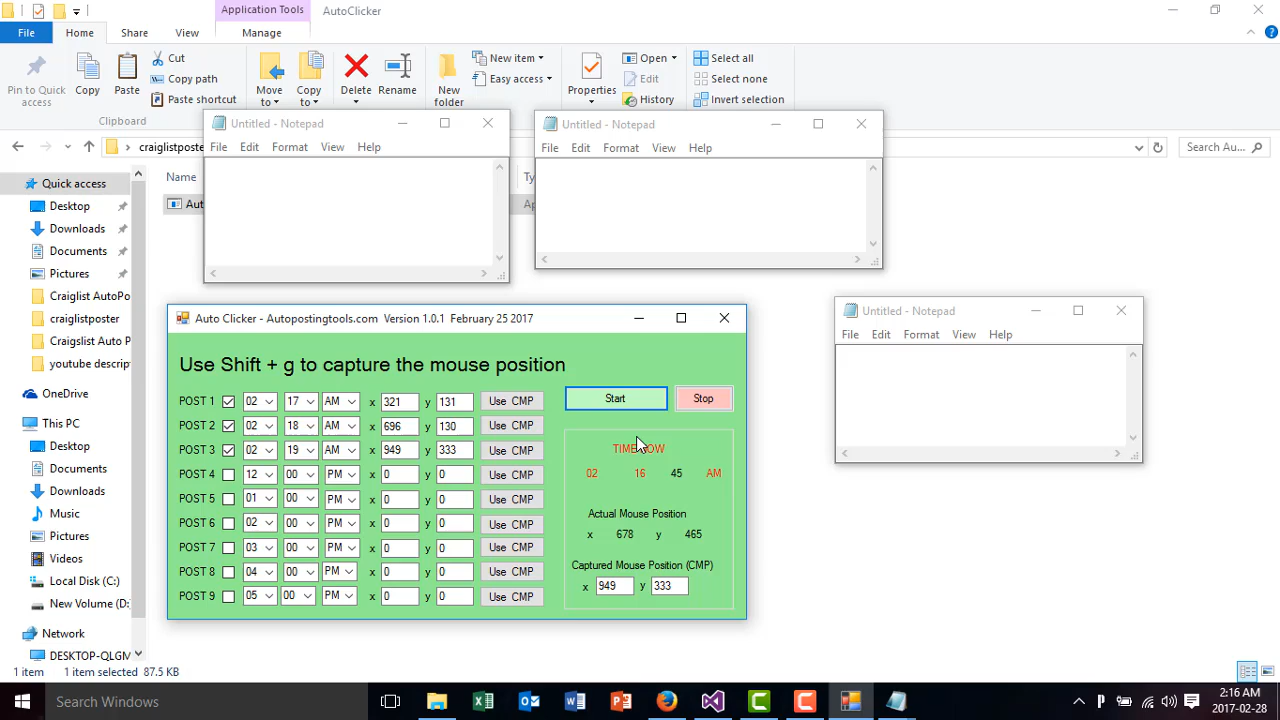 Application Tools AutoClicker
File Home Share View Manage
Pin to Quick access
Copy
Paste
Cut
Copy path
Paste shortcut
Clipboard
Move to
Copy to
Delete
Rename
New folder
New item
Easy access
Properties
Open
Edit
History
Select all
Select none
Invert selection
craiglistposte
Search Au...
Quick access
Desktop
Downloads
Documents
Pictures
Craiglist AutoPo
craiglistposter
Craigslist Auto P
youtube descrip
OneDrive
This PC
Desktop
Documents
Downloads
Music
Pictures
Videos
Local Disk (C:)
New Volume (D:)
Network
DESKTOP-QLGM
Name Ty
Aut Ap
Untitled - Notepad
File Edit Format View Help
Untitled - Notepad
File Edit Format View Help
Untitled - Notepad
File Edit Format View Help
Auto Clicker - Autopostingtools.com Version 1.0.1 February 25 2017
Use Shift + g to capture the mouse position
POST 1 02 17 AM x 321 y 131 Use CMP
POST 2 02 18 AM x 696 y 130 Use CMP
POST 3 02 19 AM x 949 y 333 Use CMP
POST 4 12 00 PM x 0 y 0 Use CMP
POST 5 01 00 PM x 0 y 0 Use CMP
POST 6 02 00 PM x 0 y 0 Use CMP
POST 7 03 00 PM x 0 y 0 Use CMP
POST 8 04 00 PM x 0 y 0 Use CMP
POST 9 05 00 PM x 0 y 0 Use CMP
Start Stop
TIME NOW
02 16 45 AM
Actual Mouse Position
x 678 y 465
Captured Mouse Position (CMP)
x 949 y 333
1 item 1 item selected 87.5 KB
Search Windows
2:16 AM
2017-02-28